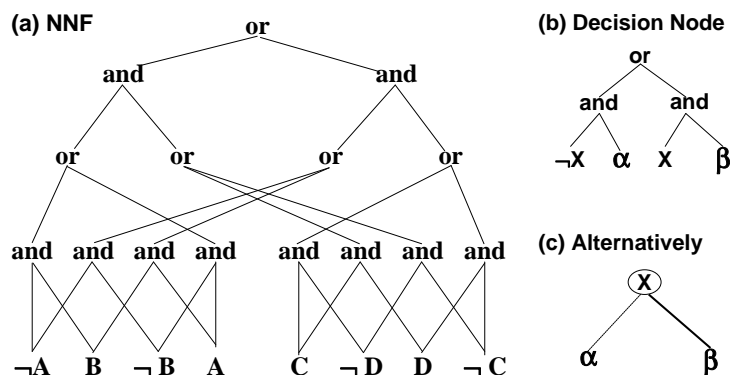 (a) NNF
or
and and
or or or or
and and and and and and and and
¬A B ¬B A C ¬D D ¬C
(b) Decision Node
or
and and
¬X α X β
(c) Alternatively
X
α β